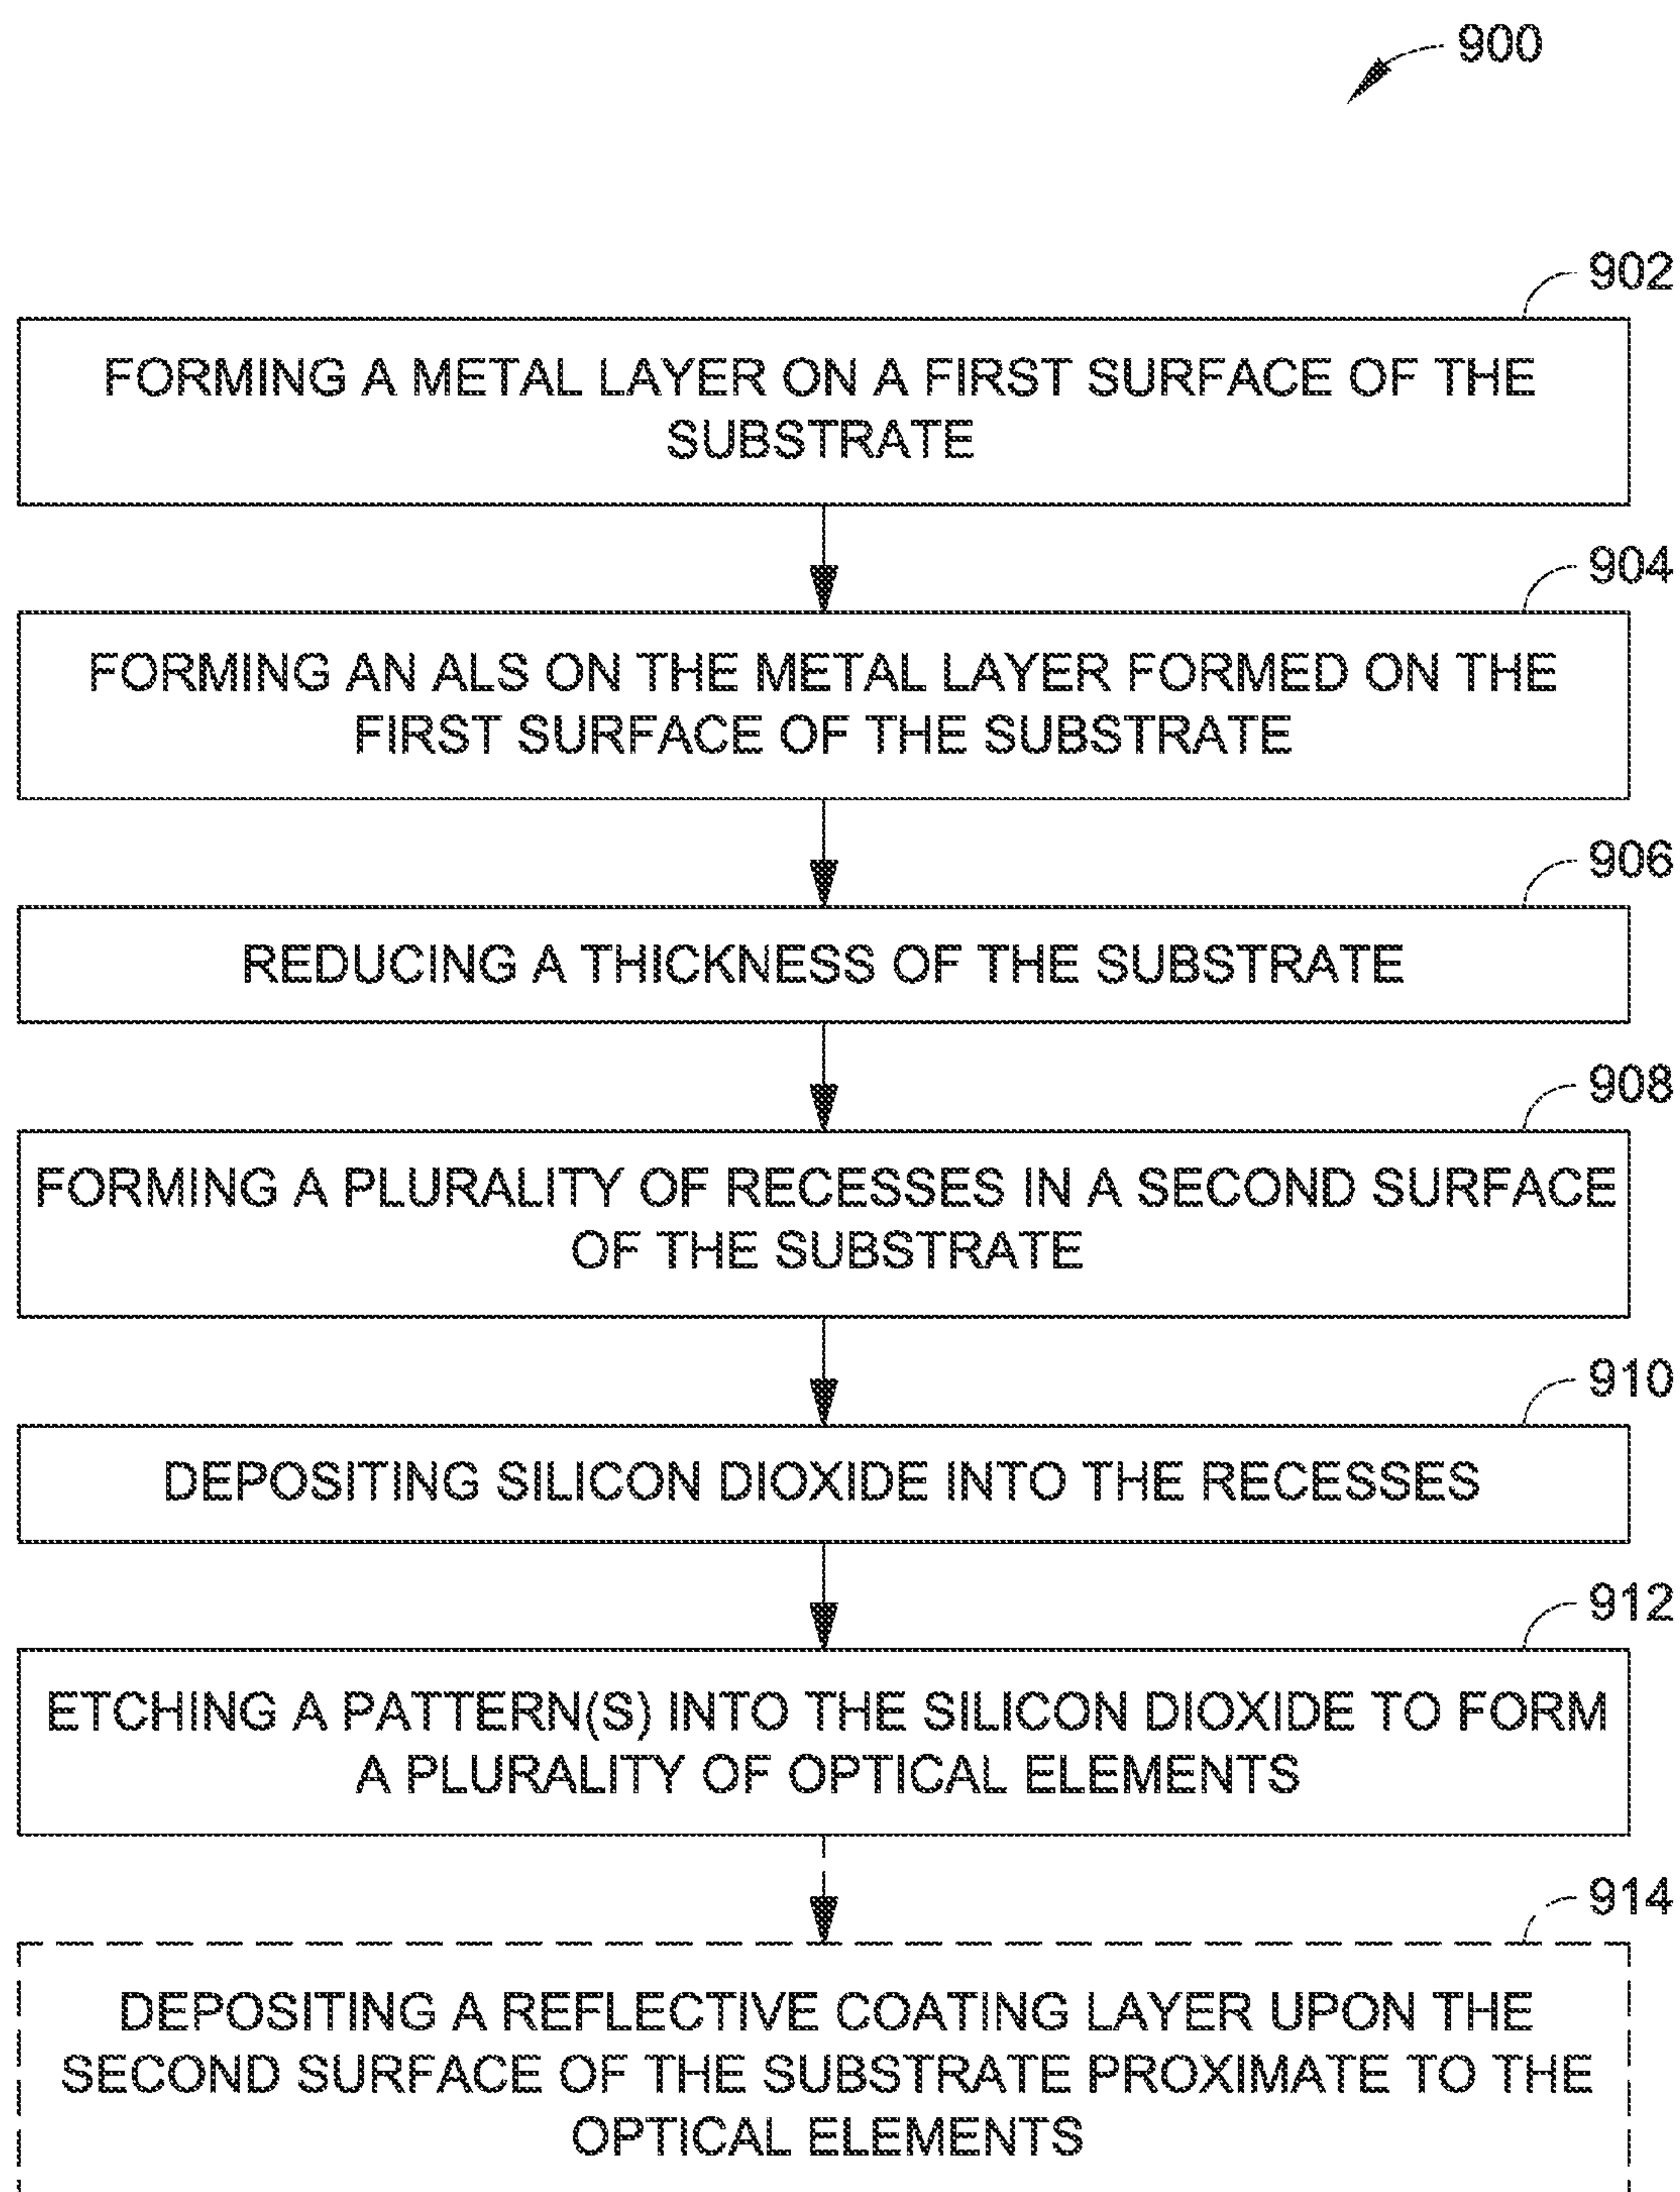 900
902
FORMING A METAL LAYER ON A FIRST SURFACE OF THE
SUBSTRATE
904
FORMING AN ALS ON THE METAL LAYER FORMED ON THE
FIRST SURFACE OF THE SUBSTRATE
906
REDUCING A THICKNESS OF THE SUBSTRATE
908
FORMING A PLURALITY OF RECESSES IN A SECOND SURFACE
OF THE SUBSTRATE
910
DEPOSITING SILICON DIOXIDE INTO THE RECESSES
912
ETCHING A PATTERN(S) INTO THE SILICON DIOXIDE TO FORM
A PLURALITY OF OPTICAL ELEMENTS
914
DEPOSITING A REFLECTIVE COATING LAYER UPON THE
SECOND SURFACE OF THE SUBSTRATE PROXIMATE TO THE
OPTICAL ELEMENTS